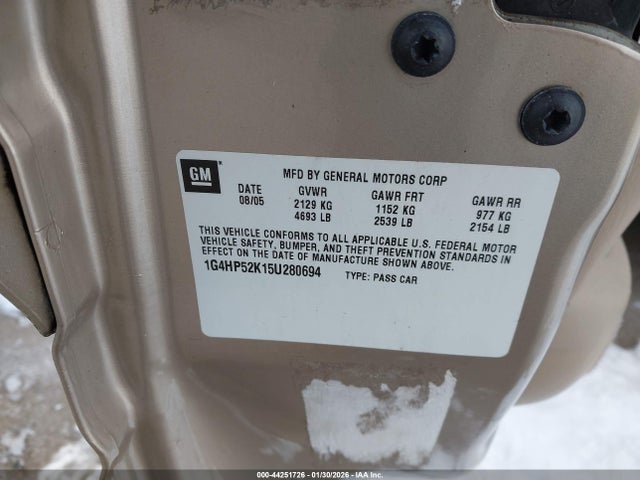 GM
MFD BY GENERAL MOTORS CORP
DATE GVWR GAWR FRT GAWR RR
08/05 2129 KG 1152 KG 977 KG
4693 LB 2539 LB 2154 LB
THIS VEHICLE CONFORMS TO ALL APPLICABLE U.S. FEDERAL MOTOR
VEHICLE SAFETY, BUMPER, AND THEFT PREVENTION STANDARDS IN
EFFECT ON THE DATE OF MANUFACTURE SHOWN ABOVE.
1G4HP52K15U280694 TYPE: PASS CAR
© 52-44251726 - 01/30/2026 - IAAC ©